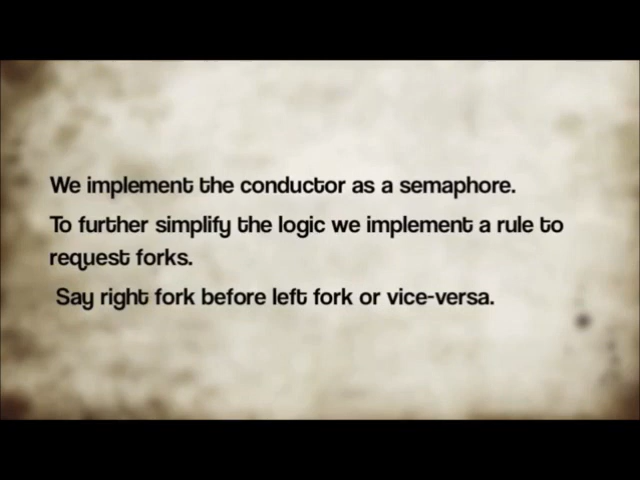 We implement the conductor as a semaphore.
To further simplify the logic we implement a rule to
request forks.
Say right fork before left fork or vice-versa.